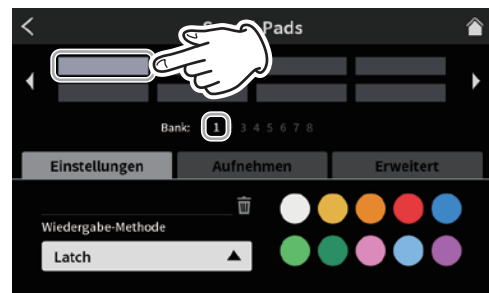 Pads
Bank: 1 3 4 5 6 7 8
Einstellungen Aufnehmen Erweitert
Wiedergabe-Methode
Latch